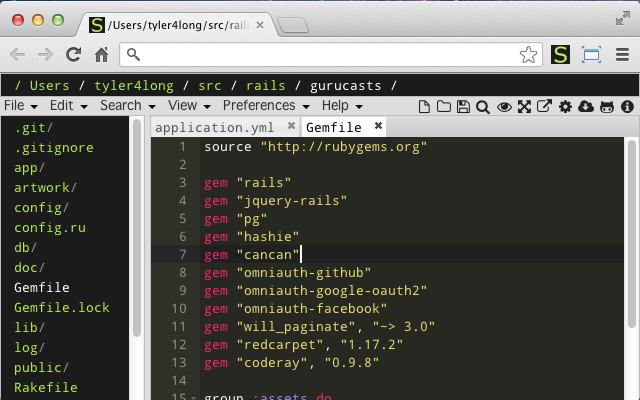 S /Users/tyler4long/src/rails
S
/ Users / tyler4long / src / rails / gurucasts /
File Edit Search View Preferences Help
.git/
.gitignore
app/
artwork/
config/
config.ru
db/
doc/
Gemfile
Gemfile.lock
lib/
log/
public/
Rakefile
application.yml Gemfile
1 source "http://rubygems.org"
2
3 gem "rails"
4 gem "jquery-rails"
5 gem "pg"
6 gem "hashie"
7 gem "cancan"
8 gem "omniauth-github"
9 gem "omniauth-google-oauth2"
10 gem "omniauth-facebook"
11 gem "will_paginate", "~> 3.0"
12 gem "redcarpet", "1.17.2"
13 gem "coderay", "0.9.8"
14
15 group :assets do